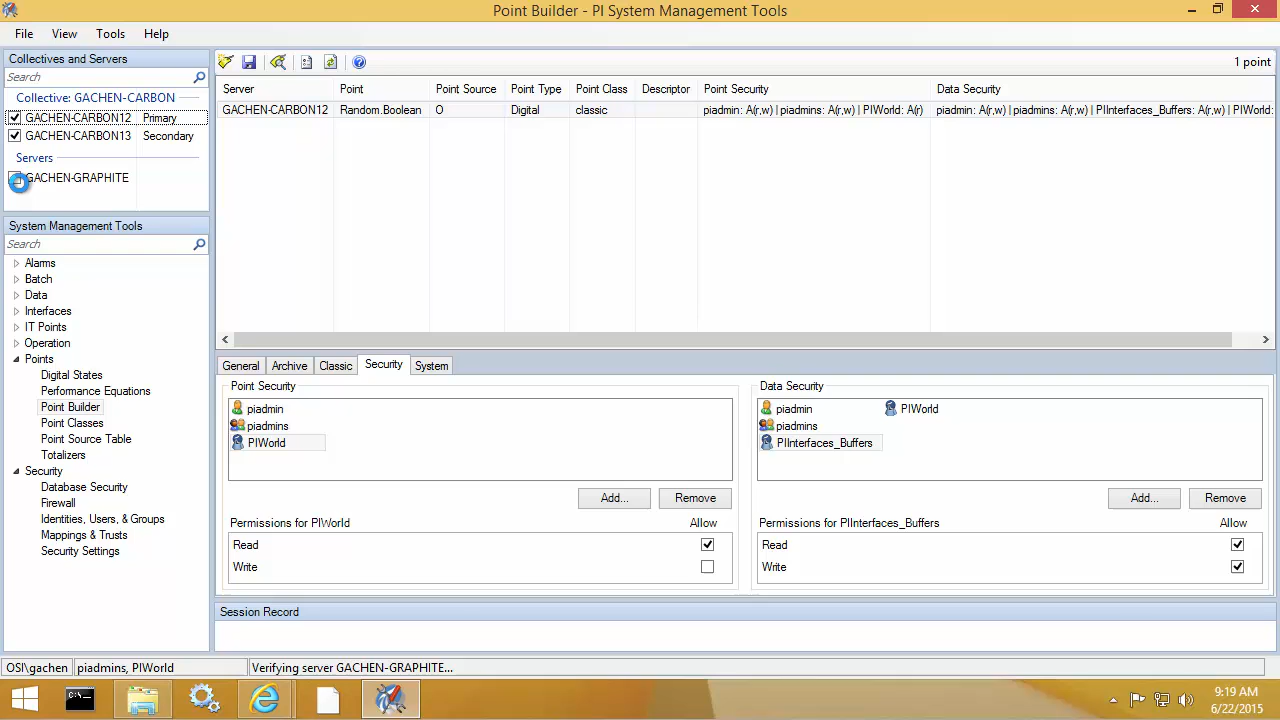 Point Builder - PI System Management Tools
File View Tools Help
Collectives and Servers
Search
Collective: GACHEN-CARBON
GACHEN-CARBON12 Primary
GACHEN-CARBON13 Secondary
Servers
GACHEN-GRAPHITE
System Management Tools
Search
Alarms
Batch
Data
Interfaces
IT Points
Operation
Points
Digital States
Performance Equations
Point Builder
Point Classes
Point Source Table
Totalizers
Security
Database Security
Firewall
Identities, Users, & Groups
Mappings & Trusts
Security Settings
1 point
Server Point Point Source Point Type Point Class Descriptor Point Security Data Security
GACHEN-CARBON12 Random.Boolean O Digital classic piadmin: A(r,w) | piadmins: A(r,w) | PIWorld: A(r) piadmin: A(r,w) | piadmins: A(r,w) | PIInterfaces_Buffers: A(r,w) | PIWorld:
General Archive Classic Security System
Point Security
piadmin
piadmins
PIWorld
Add... Remove
Permissions for PIWorld Allow
Read
Write
Data Security
piadmin PIWorld
piadmins
PIInterfaces_Buffers
Add... Remove
Permissions for PIInterfaces_Buffers Allow
Read
Write
Session Record
OSI\gachen piadmins, PIWorld Verifying server GACHEN-GRAPHITE...
9:19 AM
6/22/2015